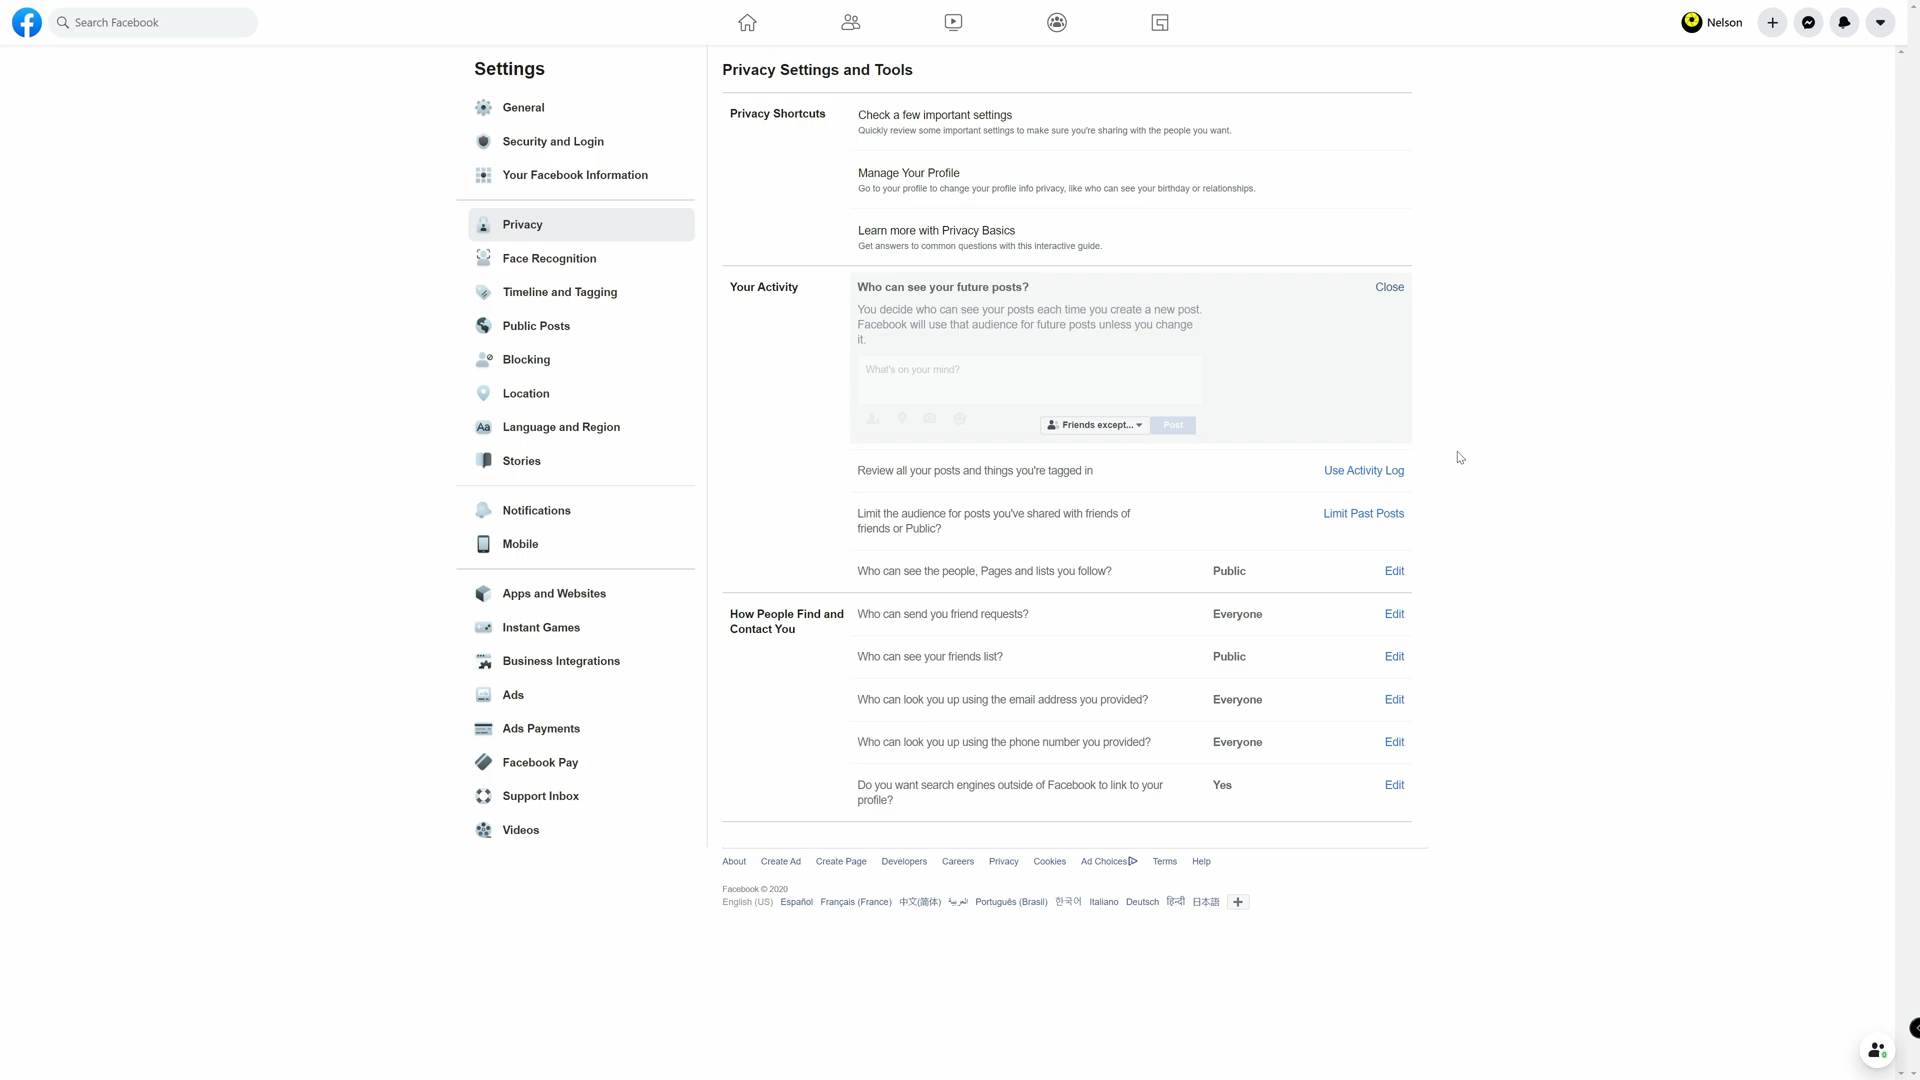 Search Facebook
Nelson
Settings
General
Security and Login
Your Facebook Information
Privacy
Face Recognition
Timeline and Tagging
Public Posts
Blocking
Location
Aa Language and Region
Stories
Notifications
Mobile
Apps and Websites
Instant Games
Business Integrations
Ads
Ads Payments
Facebook Pay
Support Inbox
Videos
Privacy Settings and Tools
Privacy Shortcuts
Check a few important settings
Quickly review some important settings to make sure you're sharing with the people you want.
Manage Your Profile
Go to your profile to change your profile info privacy, like who can see your birthday or relationships.
Learn more with Privacy Basics
Get answers to common questions with this interactive guide.
Your Activity
Who can see your future posts? Close
You decide who can see your posts each time you create a new post.
Facebook will use that audience for future posts unless you change
it.
What's on your mind?
Friends except... Post
Review all your posts and things you're tagged in Use Activity Log
Limit the audience for posts you've shared with friends of
friends or Public? Limit Past Posts
Who can see the people, Pages and lists you follow? Public Edit
How People Find and
Contact You
Who can send you friend requests? Everyone Edit
Who can see your friends list? Public Edit
Who can look you up using the email address you provided? Everyone Edit
Who can look you up using the phone number you provided? Everyone Edit
Do you want search engines outside of Facebook to link to your
profile? Yes Edit
About Create Ad Create Page Developers Careers Privacy Cookies Ad Choices Terms Help
Facebook © 2020
English (US) Español Français (France) 中文(简体) العربية Português (Brasil) 한국어 Italiano Deutsch हिन्दी 日本語
0